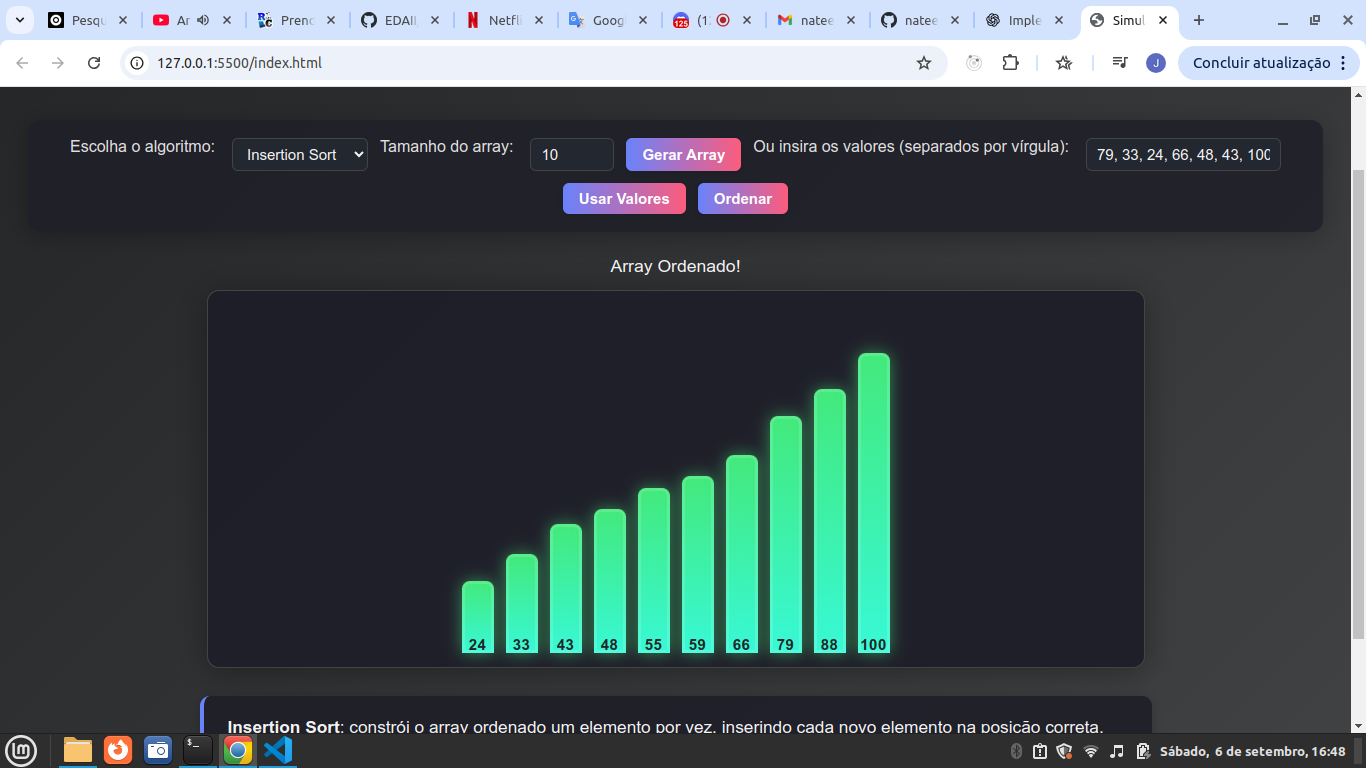 Pesqu
Ar
Prenc
EDAII
Netfli
Goog
125
(1
natee
natee
Imple
Simul
127.0.0.1:5500/index.html
J
Concluir atualização
Escolha o algoritmo:
Insertion Sort
Tamanho do array:
10
Gerar Array
Ou insira os valores (separados por vírgula):
79, 33, 24, 66, 48, 43, 100
Usar Valores
Ordenar
Array Ordenado!
24 33 43 48 55 59 66 79 88 100
Insertion Sort: constrói o array ordenado um elemento por vez, inserindo cada novo elemento na posição correta.
Sábado, 6 de setembro, 16:48